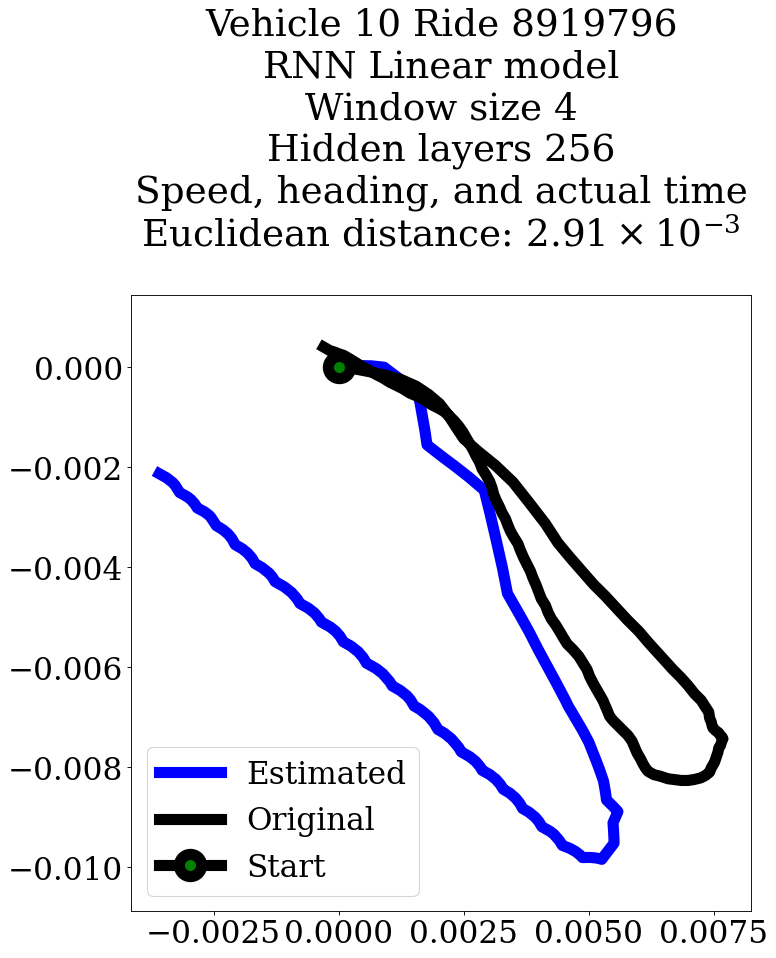 Vehicle 10 Ride 8919796
RNN Linear model
Window size 4
Hidden layers 256
Speed, heading, and actual time
Euclidean distance: 2.91 × 10⁻³
0.000
−0.002
−0.004
−0.006
−0.008
−0.010
Estimated
Original
Start
−0.0025 0.0000 0.0025 0.0050 0.0075